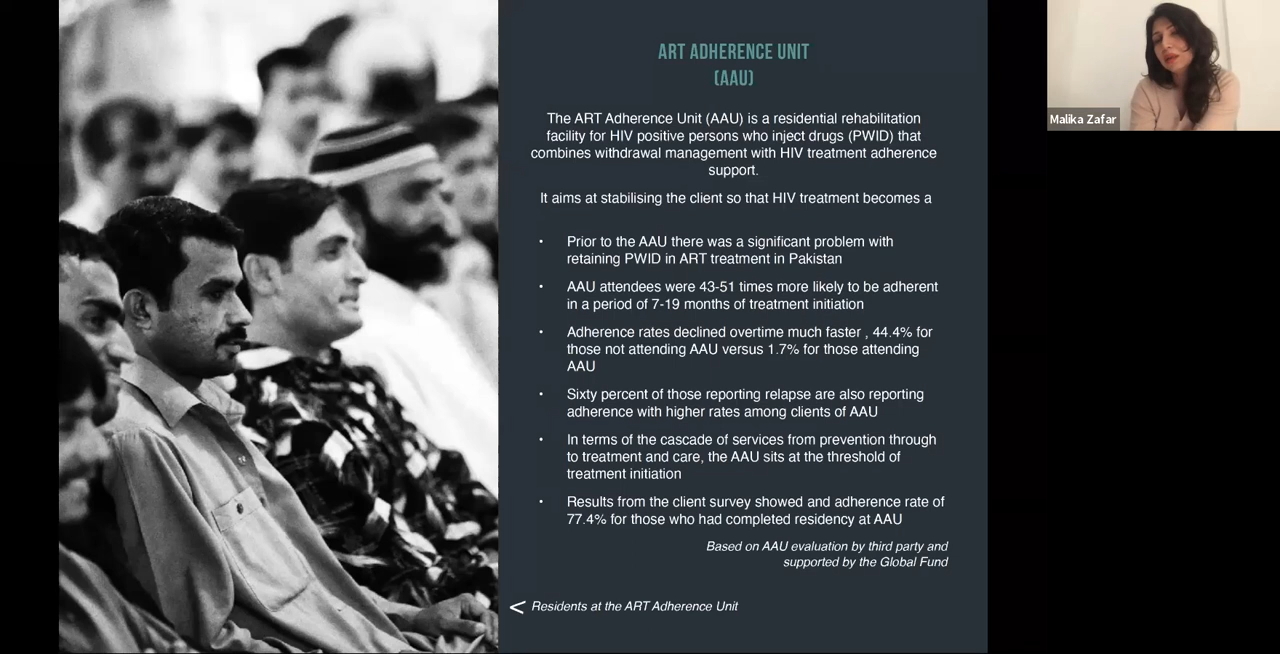 ART ADHERENCE UNIT
(AAU)
The ART Adherence Unit (AAU) is a residential rehabilitation
facility for HIV positive persons who inject drugs (PWID) that
combines withdrawal management with HIV treatment adherence
support.
It aims at stabilising the client so that HIV treatment becomes a
• Prior to the AAU there was a significant problem with
retaining PWID in ART treatment in Pakistan
• AAU attendees were 43-51 times more likely to be adherent
in a period of 7-19 months of treatment initiation
• Adherence rates declined overtime much faster , 44.4% for
those not attending AAU versus 1.7% for those attending
AAU
• Sixty percent of those reporting relapse are also reporting
adherence with higher rates among clients of AAU
• In terms of the cascade of services from prevention through
to treatment and care, the AAU sits at the threshold of
treatment initiation
• Results from the client survey showed and adherence rate of
77.4% for those who had completed residency at AAU
Based on AAU evaluation by third party and
supported by the Global Fund
< Residents at the ART Adherence Unit
Malika Zafar